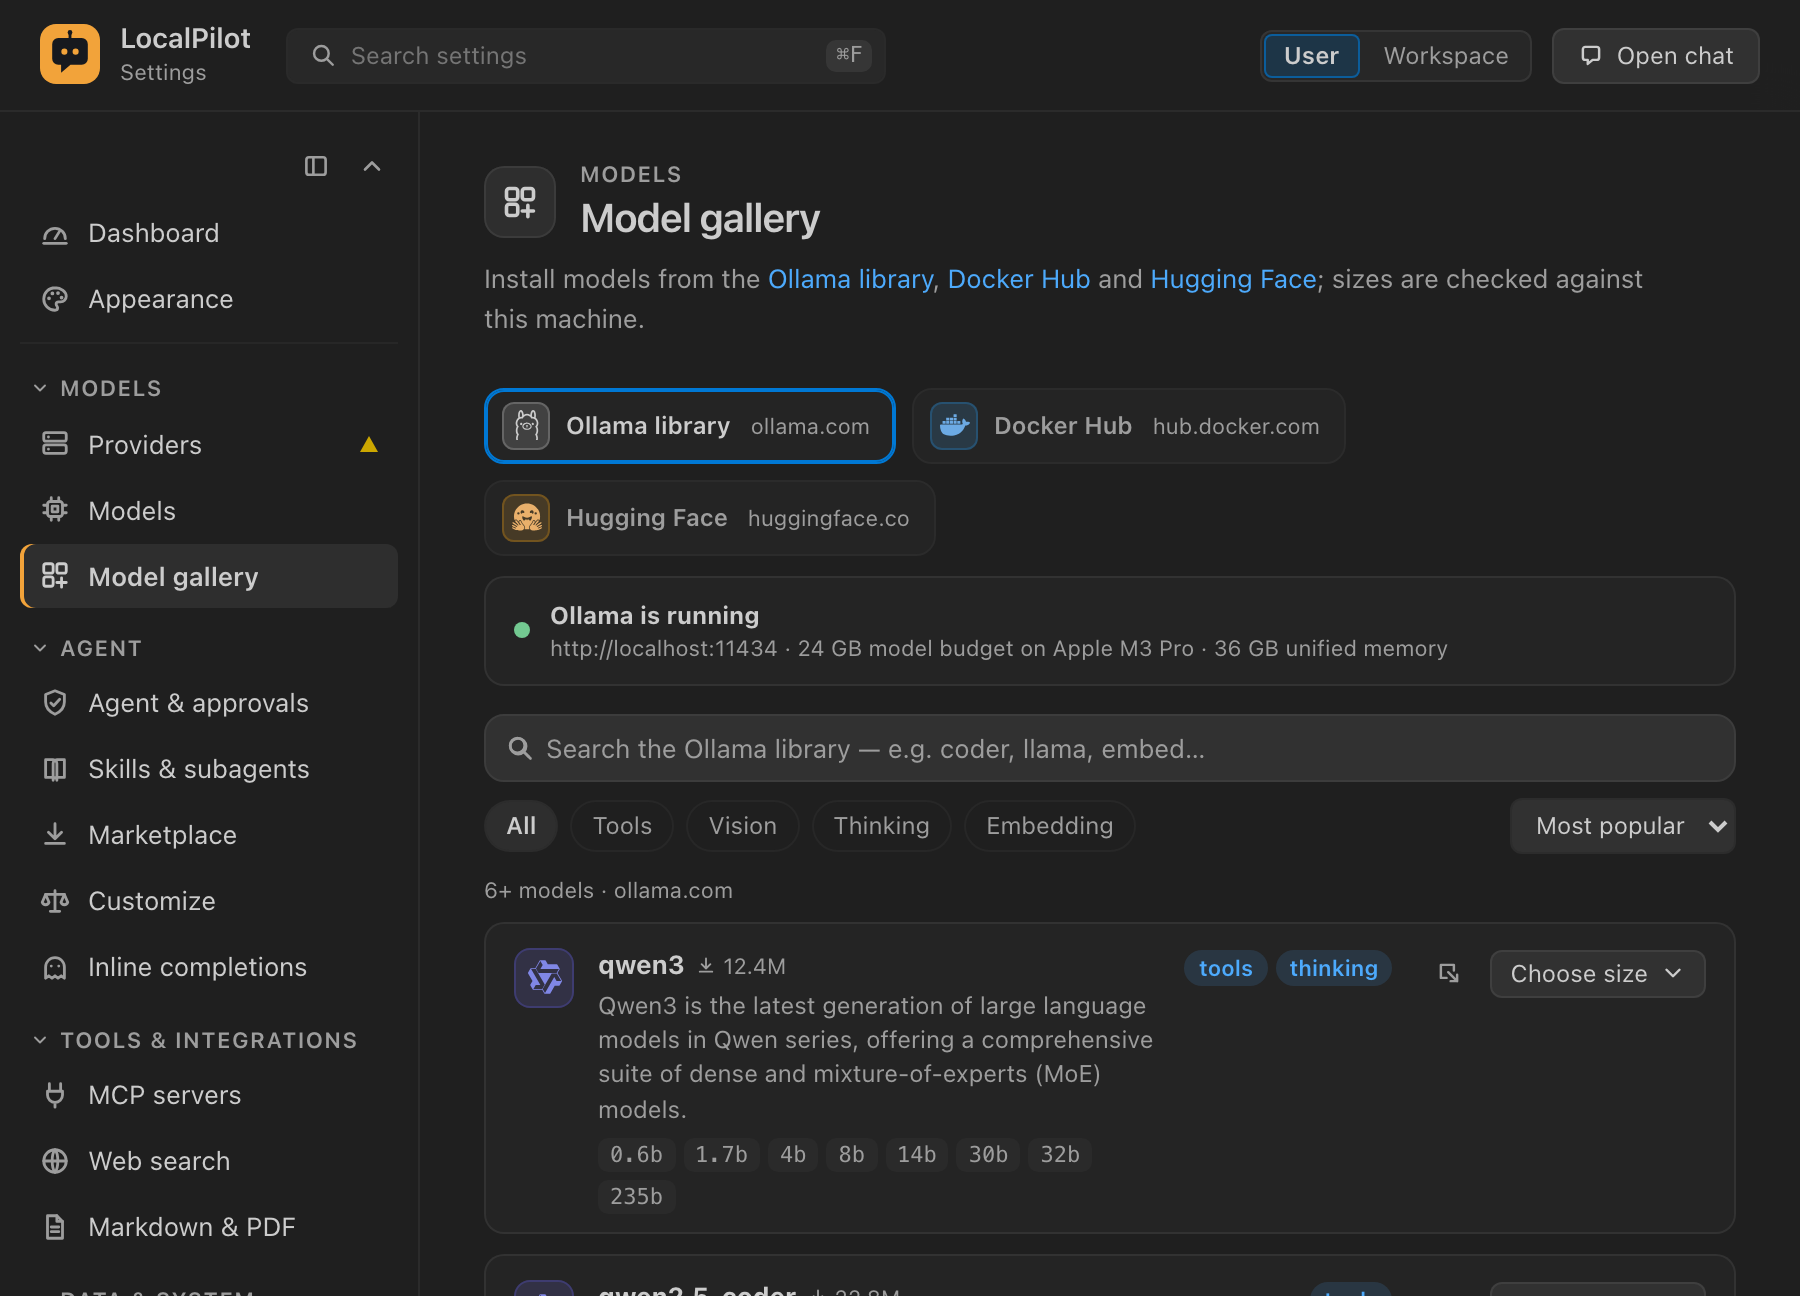 LocalPilot
Settings
Search settings
⌘F
User
Workspace
Open chat
Dashboard
Appearance
MODELS
Providers
Models
Model gallery
AGENT
Agent & approvals
Skills & subagents
Marketplace
Customize
Inline completions
TOOLS & INTEGRATIONS
MCP servers
Web search
Markdown & PDF
DATA & SYSTEM
MODELS
Model gallery
Install models from the Ollama library, Docker Hub and Hugging Face; sizes are checked against
this machine.
Ollama library ollama.com
Docker Hub hub.docker.com
Hugging Face huggingface.co
Ollama is running
http://localhost:11434 · 24 GB model budget on Apple M3 Pro · 36 GB unified memory
Search the Ollama library — e.g. coder, llama, embed...
All
Tools
Vision
Thinking
Embedding
Most popular
6+ models · ollama.com
qwen3 12.4M
tools
thinking
Choose size
Qwen3 is the latest generation of large language
models in Qwen series, offering a comprehensive
suite of dense and mixture-of-experts (MoE)
models.
0.6b 1.7b 4b 8b 14b 30b 32b
235b